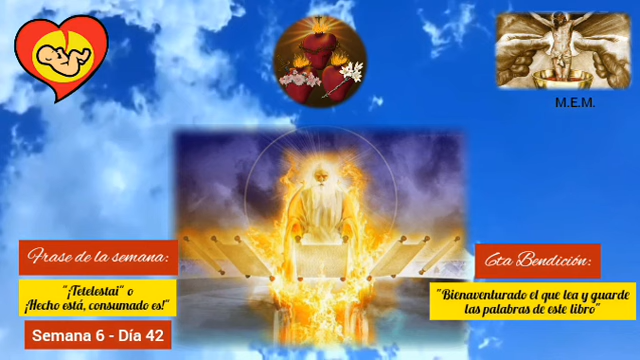 M.E.M.
Frase de la semana:
"¡Tetelestai" o
¡Hecho está, consumado es!"
Semana 6 - Día 42
6ta Bendición:
"Bienaventurado el que lea y guarde
las palabras de este libro"